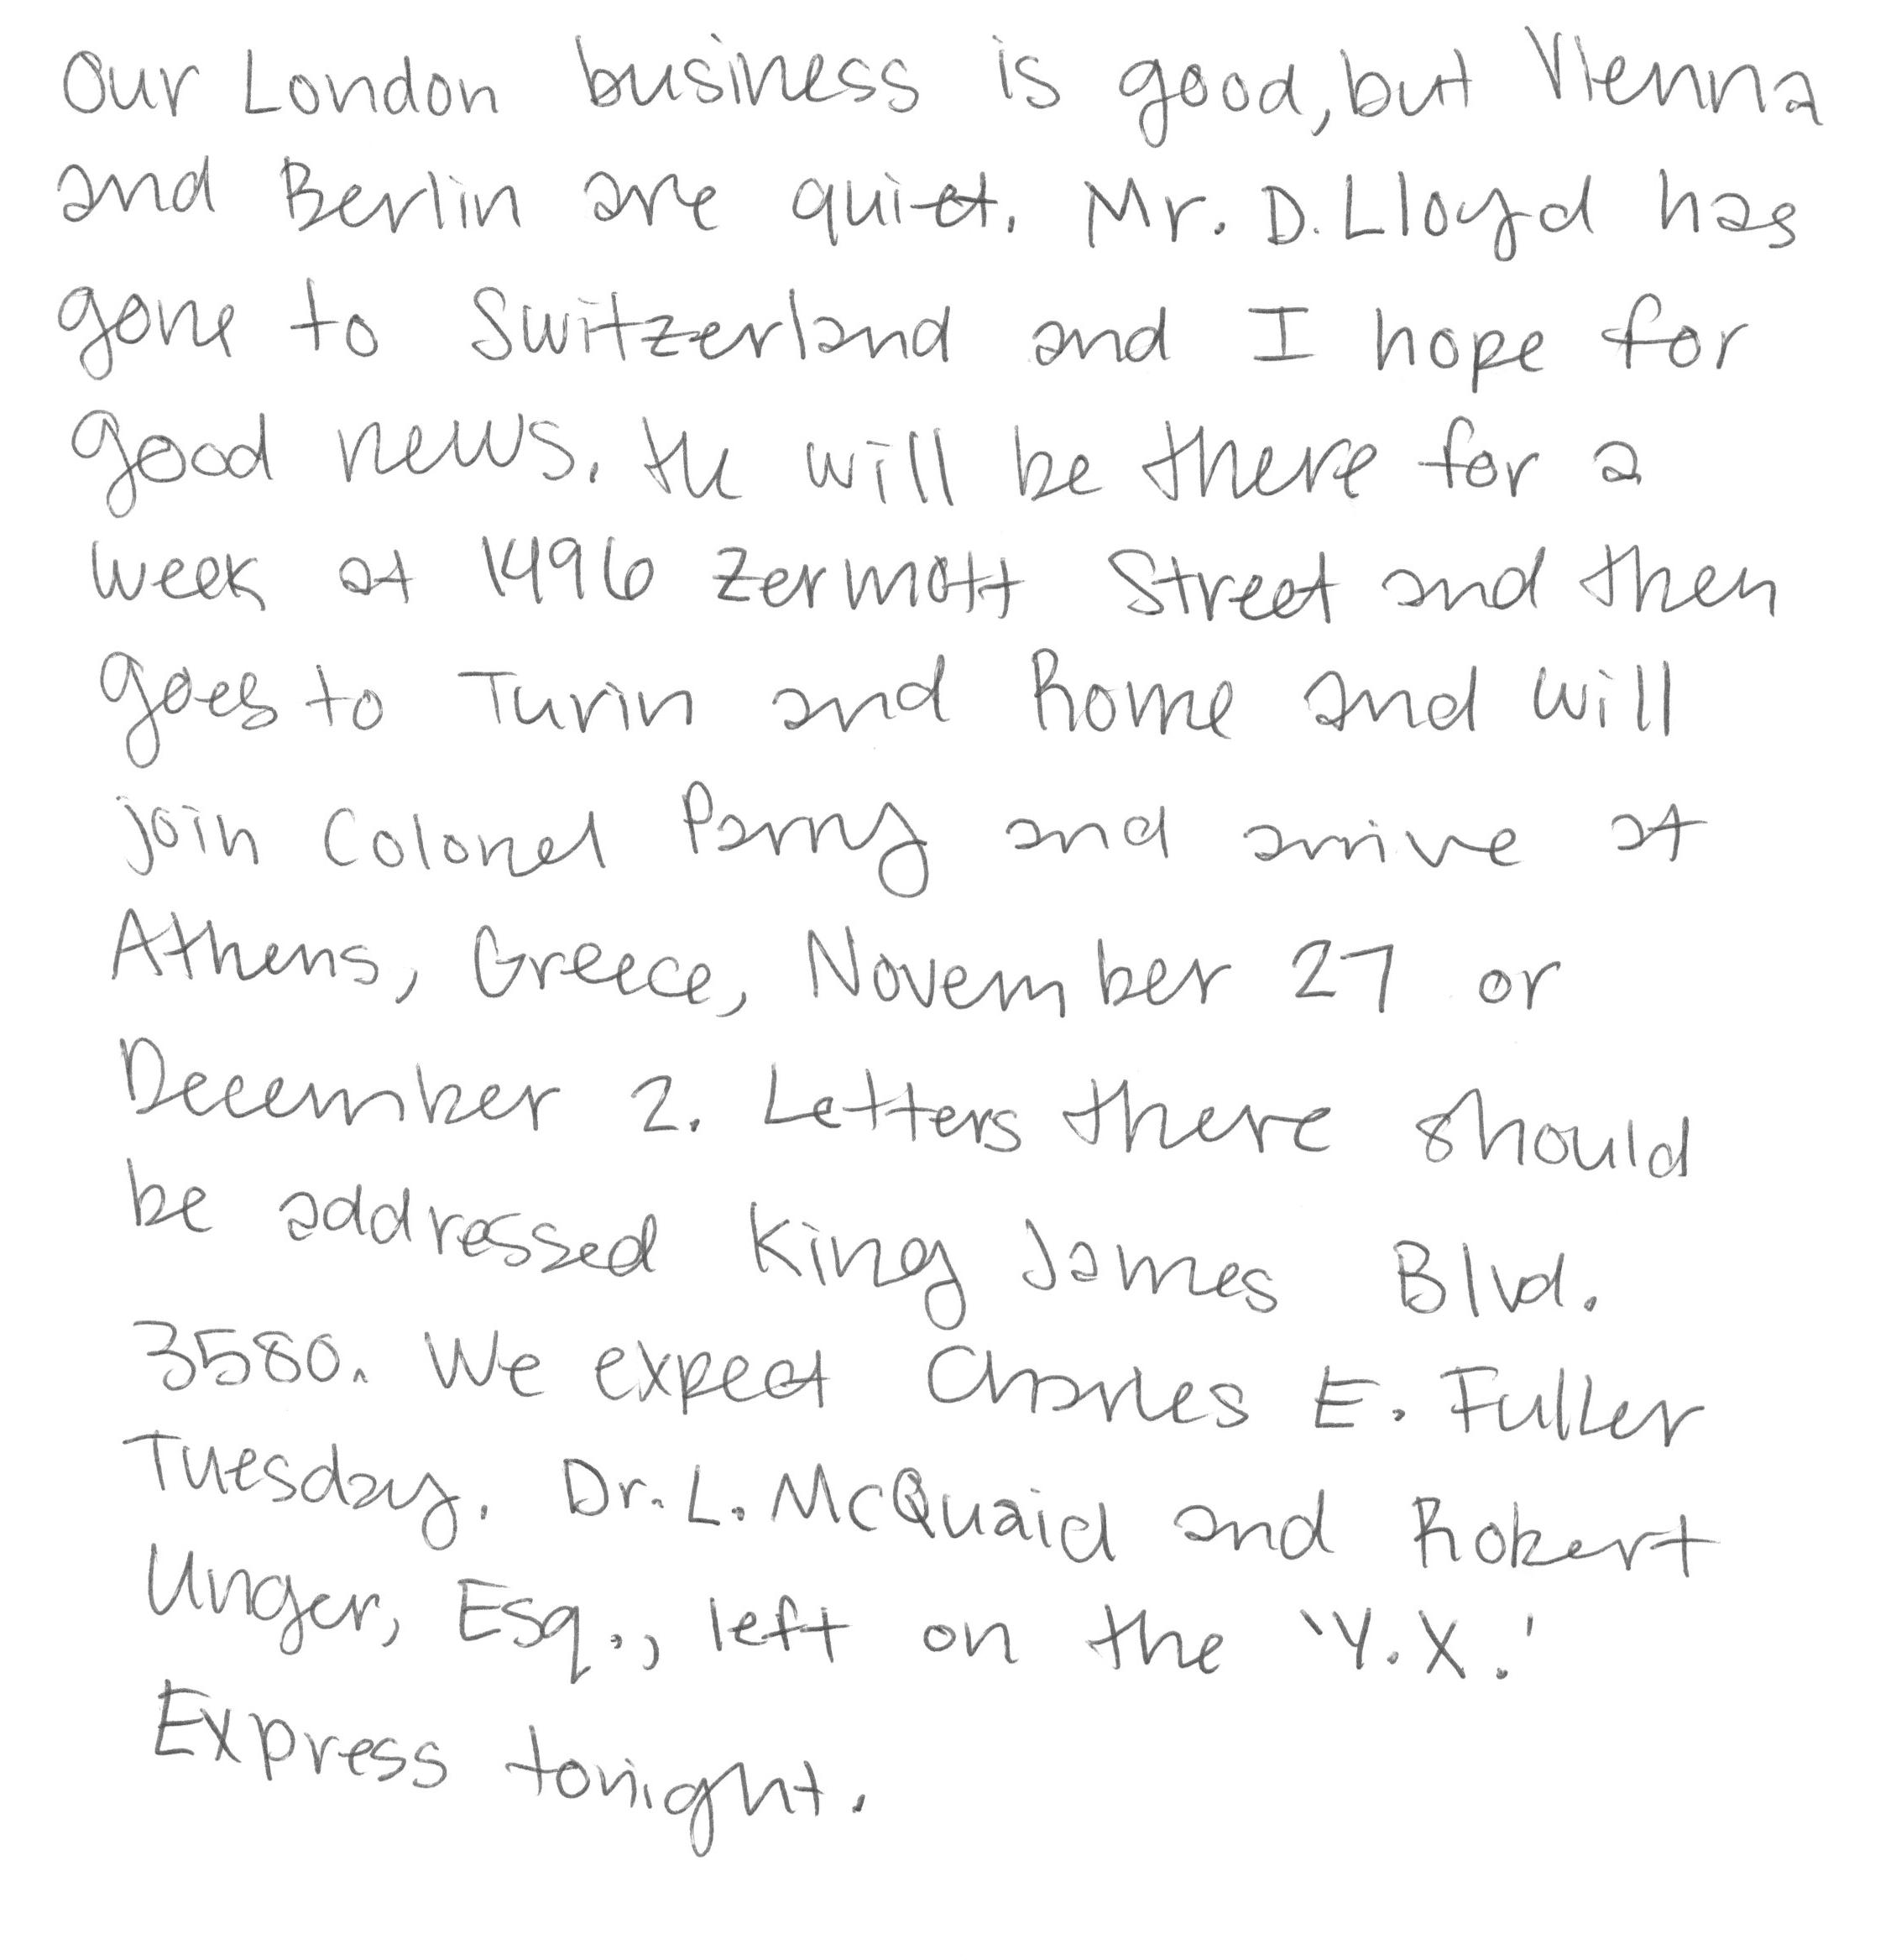 Our London business is good, but Vienna
and Berlin are quiet. Mr. D. Lloyd has
gone to Switzerland and I hope for
good news. He will be there for a
week at 1496 Zermott Street and then
goes to Turin and Rome and will
join Colonel Parry and arrive at
Athens, Greece, November 27 or
December 2. Letters there should
be addressed King James Blvd.
3580. We expect Charles E. Fuller
Tuesday. Dr. L. McQuaid and Robert
Unger, Esq., left on the 'Y.X.'
Express tonight.